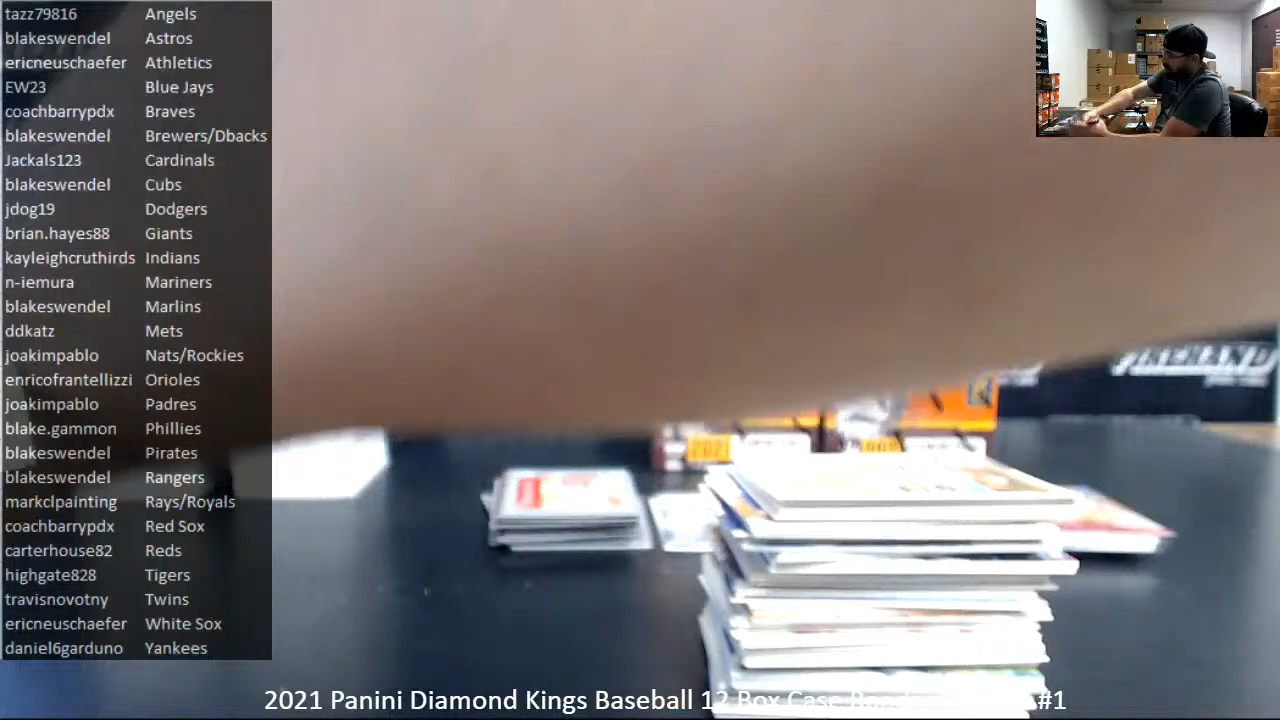 tazz79816 Angels
blakeswendel Astros
ericneuschaefer Athletics
EW23 Blue Jays
coachbarrypdx Braves
blakeswendel Brewers/Dbacks
Jackals123 Cardinals
blakeswendel Cubs
jdog19 Dodgers
brian.hayes88 Giants
kayleighcruthirds Indians
n-iemura Mariners
blakeswendel Marlins
ddkatz Mets
joakimpablo Nats/Rockies
enricofrantellizzi Orioles
joakimpablo Padres
blake.gammon Phillies
blakeswendel Pirates
blakeswendel Rangers
markclpainting Rays/Royals
coachbarrypdx Red Sox
carterhouse82 Reds
highgate828 Tigers
travisnovotny Twins
ericneuschaefer White Sox
daniel6garduno Yankees
2021 Panini Diamond Kings Baseball 12 Box Case #1